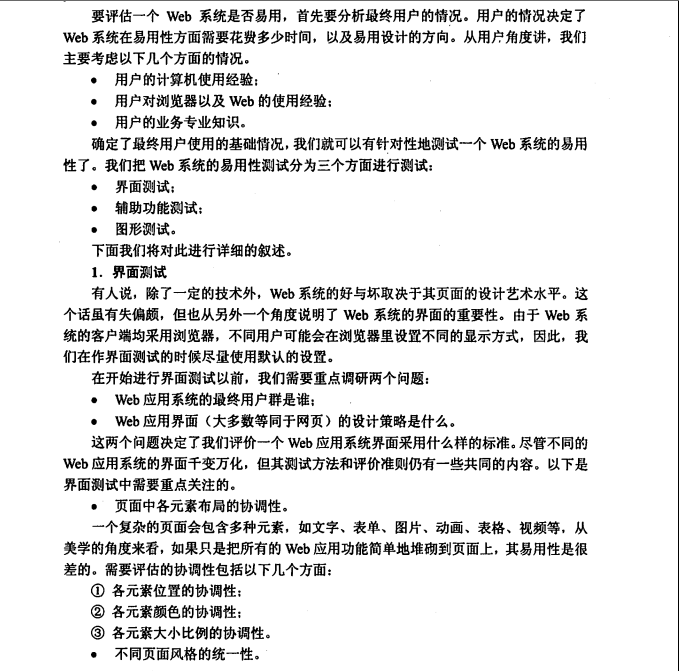 要评估一个 Web 系统是否易用，首先要分析最终用户的情况。用户的情况决定了
Web 系统在易用性方面需要花费多少时间，以及易用设计的方向。从用户角度讲，我们
主要考虑以下几个方面的情况。
● 用户的计算机使用经验；
● 用户对浏览器以及 Web 的使用经验；
● 用户的业务专业知识。
确定了最终用户使用的基础情况，我们就可以有针对性地测试一个 Web 系统的易用
性了。我们把 Web 系统的易用性测试分为三个方面进行测试：
● 界面测试；
● 辅助功能测试；
● 图形测试。
下面我们将对此进行详细的叙述。
1．界面测试
有人说，除了一定的技术外，Web 系统的好与坏取决于其页面的设计艺术水平。这
个话虽有失偏颇，但也从另外一个角度说明了 Web 系统的界面的重要性。由于 Web 系
统的客户端均采用浏览器，不同用户可能会在浏览器里设置不同的显示方式，因此，我
们在作界面测试的时候尽量使用默认的设置。
在开始进行界面测试以前，我们需要重点调研两个问题：
● Web 应用系统的最终用户群是谁；
● Web 应用界面（大多数等同于网页）的设计策略是什么。
这两个问题决定了我们评价一个 Web 应用系统界面采用什么样的标准。尽管不同的
Web 应用系统的界面千变万化，但其测试方法和评价准则仍有一些共同的内容。以下是
界面测试中需要重点关注的。
● 页面中各元素布局的协调性。
一个复杂的页面会包含多种元素，如文字、表单、图片、动画、表格、视频等，从
美学的角度来看，如果只是把所有的 Web 应用功能简单地堆砌到页面上，其易用性是很
差的。需要评估的协调性包括以下几个方面：
① 各元素位置的协调性；
② 各元素颜色的协调性；
③ 各元素大小比例的协调性。
● 不同页面风格的统一性。